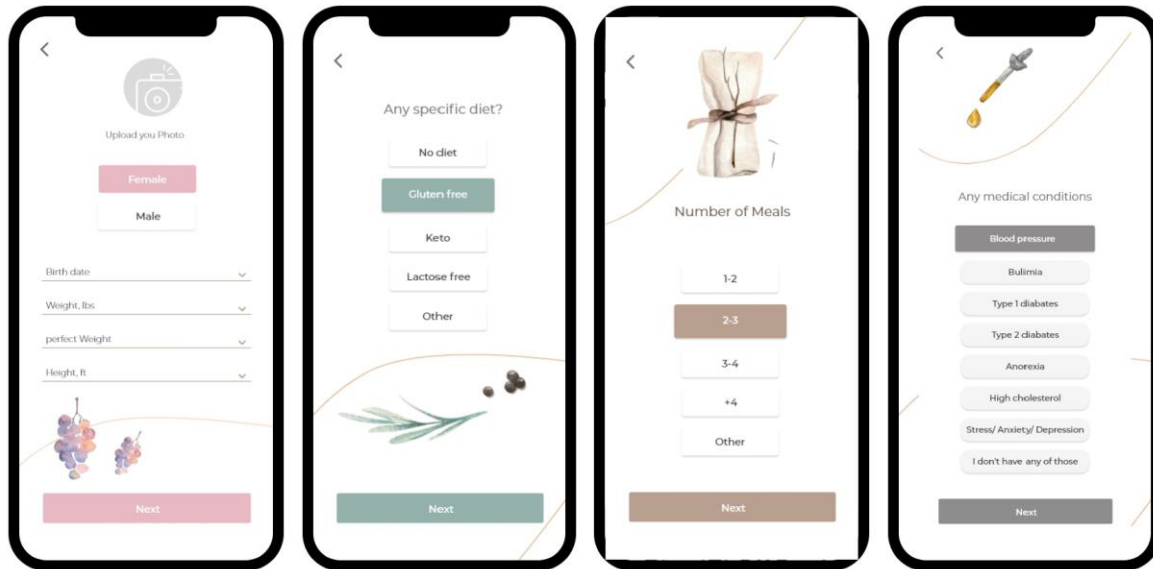 Upload you Photo
Female
Male
Birth date
Weight, lbs
perfect Weight
Height, ft
Next
Any specific diet?
No diet
Gluten free
Keto
Lactose free
Other
Next
Number of Meals
1-2
2-3
3-4
+4
Other
Next
Any medical conditions
Blood pressure
Bulimia
Type 1 diabates
Type 2 diabates
Anorexia
High cholesterol
Stress/ Anxiety/ Depression
I don't have any of those
Next